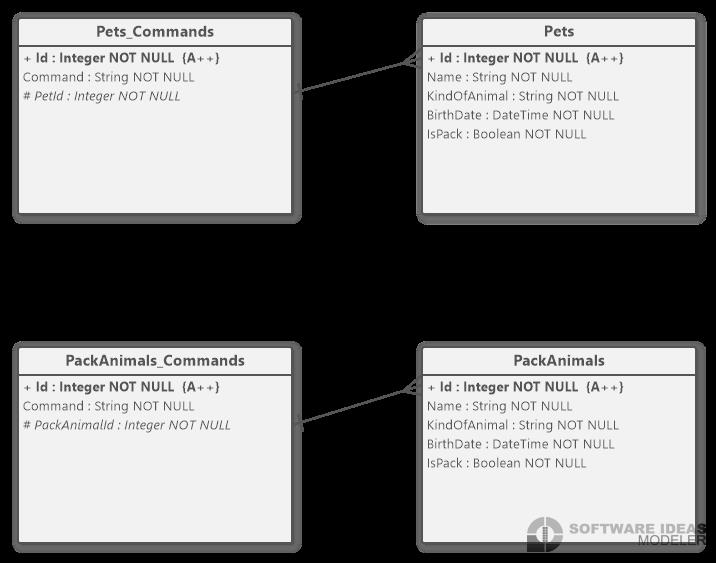 Pets_Commands
+ Id : Integer NOT NULL {A++}
Command : String NOT NULL
# PetId : Integer NOT NULL
Pets
+ Id : Integer NOT NULL {A++}
Name : String NOT NULL
KindOfAnimal : String NOT NULL
BirthDate : DateTime NOT NULL
IsPack : Boolean NOT NULL
PackAnimals_Commands
+ Id : Integer NOT NULL {A++}
Command : String NOT NULL
# PackAnimalId : Integer NOT NULL
PackAnimals
+ Id : Integer NOT NULL {A++}
Name : String NOT NULL
KindOfAnimal : String NOT NULL
BirthDate : DateTime NOT NULL
IsPack : Boolean NOT NULL
SOFTWARE IDEAS
MODELER